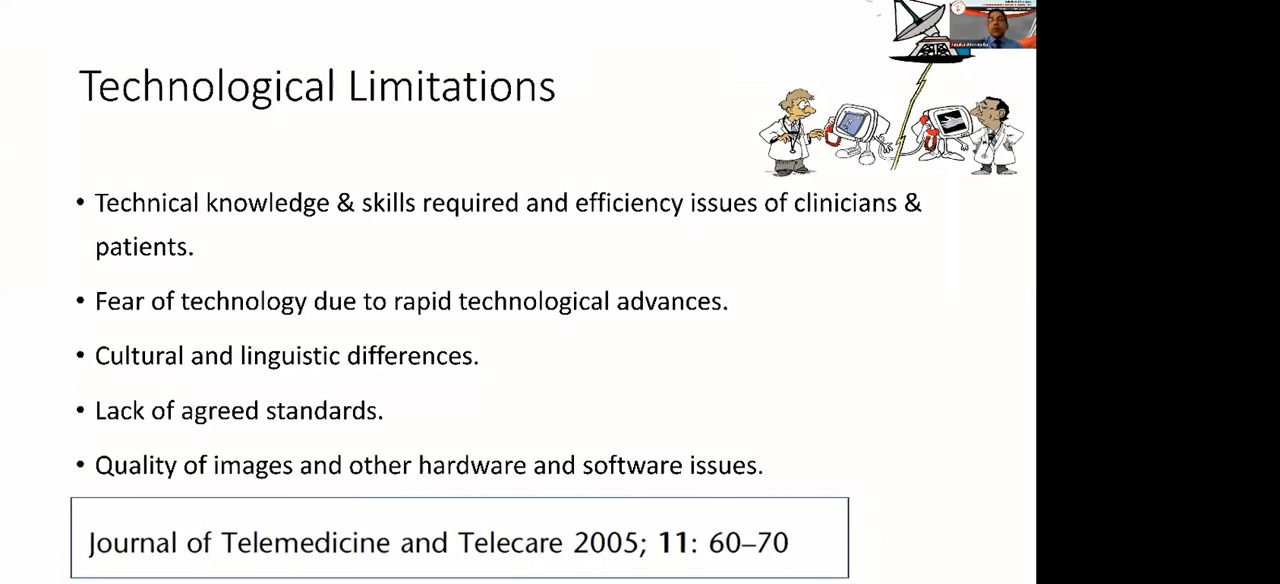 Technological Limitations
• Technical knowledge & skills required and efficiency issues of clinicians &
patients.
• Fear of technology due to rapid technological advances.
• Cultural and linguistic differences.
• Lack of agreed standards.
• Quality of images and other hardware and software issues.
Journal of Telemedicine and Telecare 2005; 11: 60–70